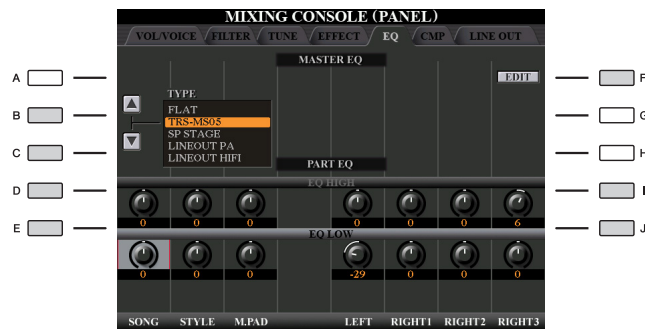 MIXING CONSOLE (PANEL)
VOL/VOICE FILTER TUNE EFFECT EQ CMP LINE OUT
MASTER EQ
A
F
EDIT
TYPE
B
G
FLAT
TRS-MS05
SP STAGE
C
H
LINEOUT PA
LINEOUT HIFI
PART EQ
EQ HIGH
D
I
0 0 0 0 0 0 6
E
J
EQ LOW
0 0 0 -29 0 0 0
SONG STYLE M.PAD LEFT RIGHT1 RIGHT2 RIGHT3